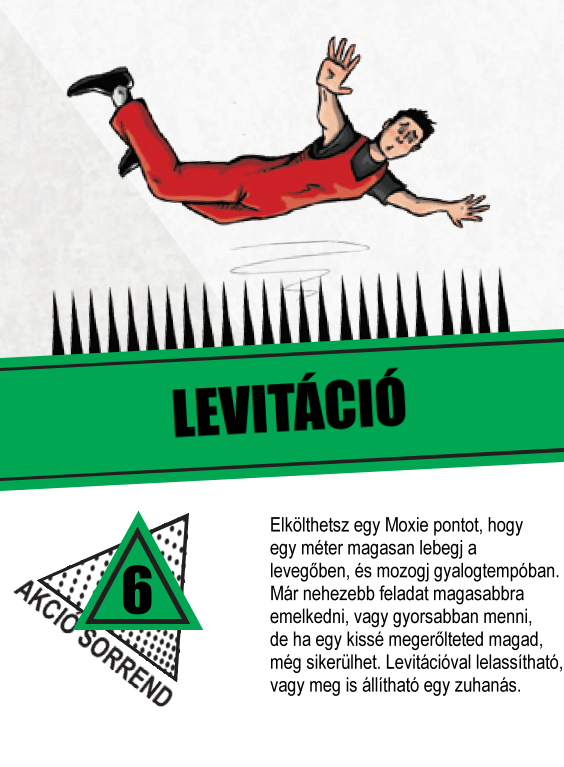 LEVITÁCIÓ
6
AKCIÓ SORREND
Elkölthetsz egy Moxie pontot, hogy
egy méter magasan lebegj a
levegőben, és mozogj gyalogtempóban.
Már nehezebb feladat magasabbra
emelkedni, vagy gyorsabban menni,
de ha egy kissé megerőlteted magad,
még sikerülhet. Levitációval lelassítható,
vagy meg is állítható egy zuhanás.